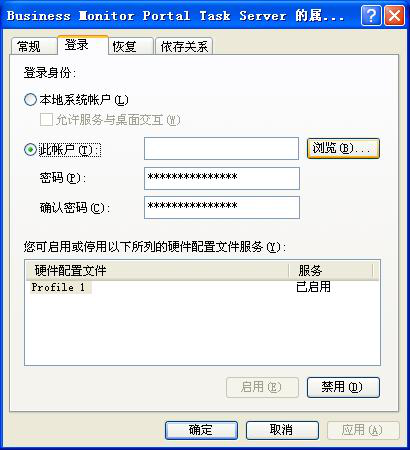 Business Monitor Portal Task Server 的属...
常规 登录 恢复 依存关系
登录身份:
本地系统帐户(L)
允许服务与桌面交互(W)
此帐户(T): 浏览(B)...
密码(P): ***************
确认密码(C): ***************
您可启用或停用以下所列的硬件配置文件服务(Y):
硬件配置文件 服务
Profile 1 已启用
启用(E) 禁用(D)
确定 取消 应用(A)